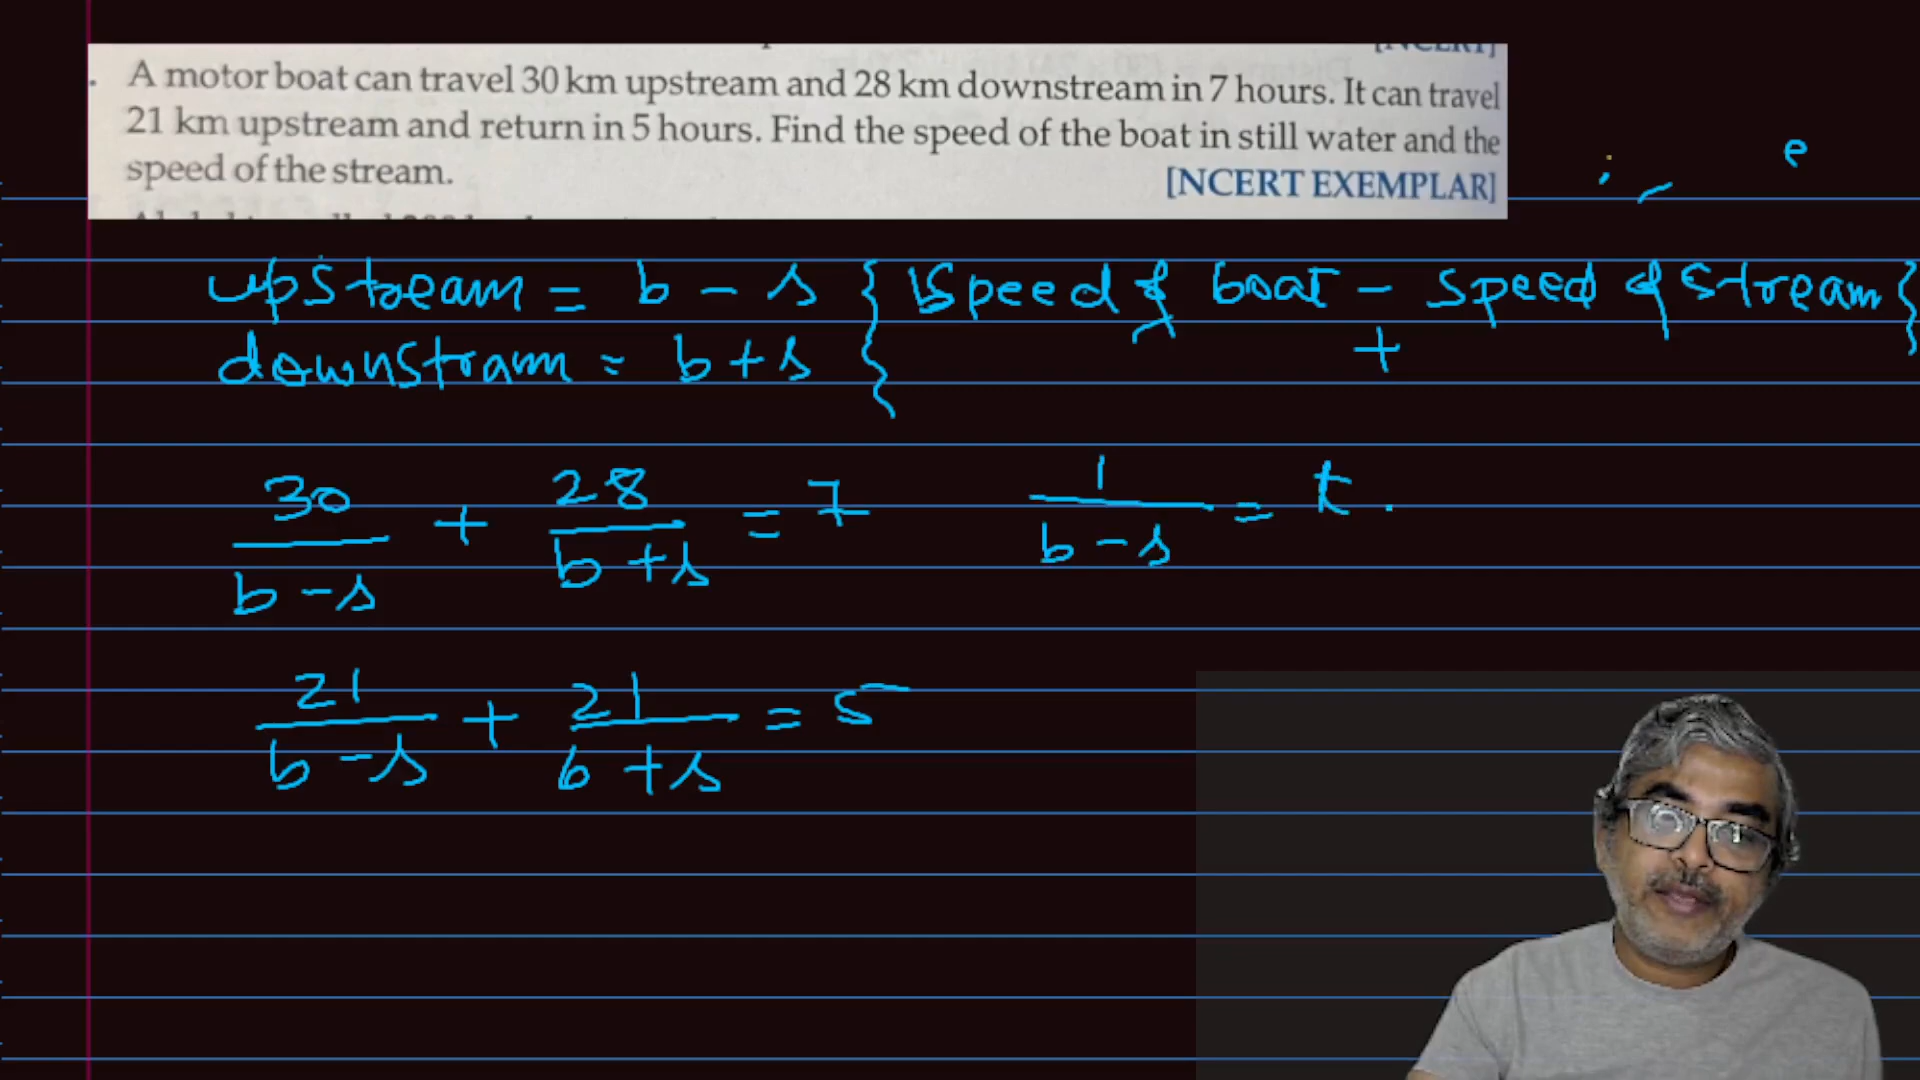 A motor boat can travel 30 km upstream and 28 km downstream in 7 hours. It can travel
21 km upstream and return in 5 hours. Find the speed of the boat in still water and the
speed of the stream.
[NCERT EXEMPLAR]
upstream = b - s { Speed of boat - speed of stream }
downstram = b + s { +
30/(b - s) + 28/(b + s) = 7
1/(b - s) = t.
21/(b - s) + 21/(b + s) = 5